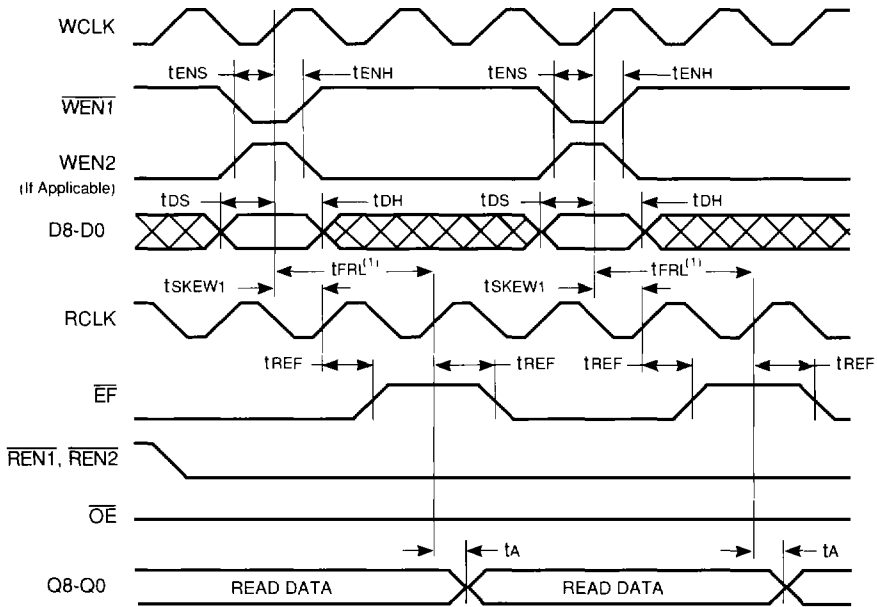 WCLK
tENS tENH tENS tENH
WEN1
WEN2
(If Applicable)
tDS tDH tDS tDH
D8-D0
tFRL(1) tFRL(1)
tSKEW1 tSKEW1
RCLK
tREF tREF tREF tREF
EF
REN1, REN2
OE
tA tA
Q8-Q0 READ DATA READ DATA